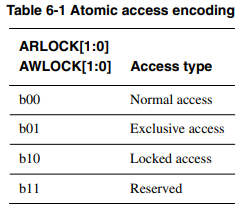 Table 6-1 Atomic access encoding
ARLOCK[1:0]
AWLOCK[1:0] Access type
b00 Normal access
b01 Exclusive access
b10 Locked access
b11 Reserved